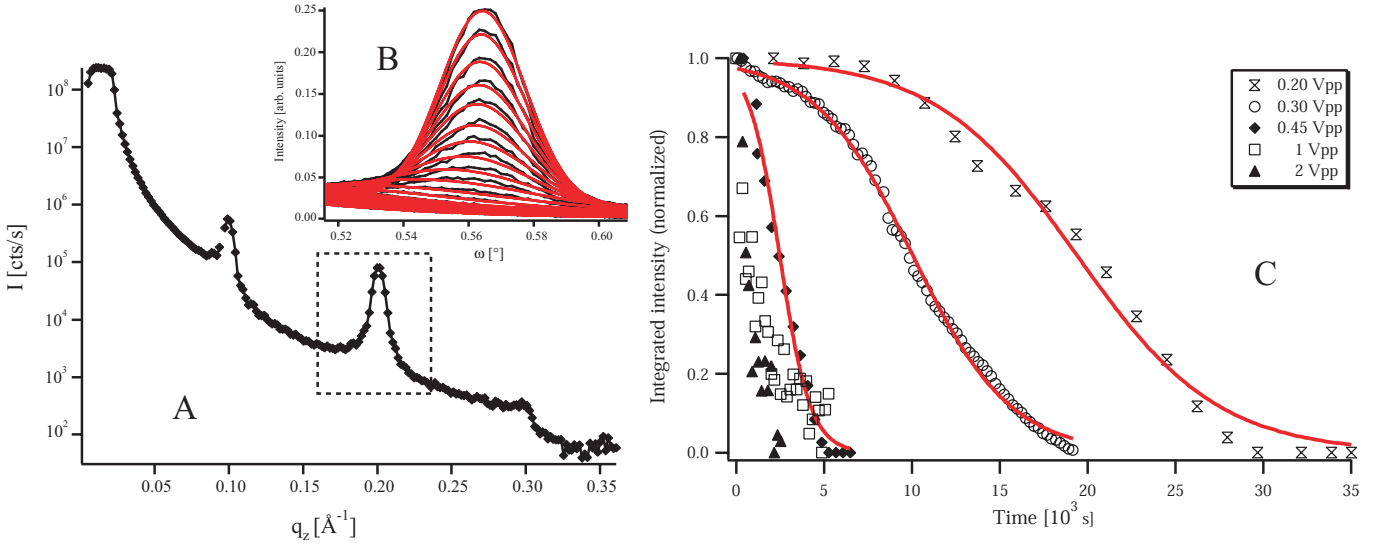 B
Intensity [arb. units]
0.25
0.20
0.15
0.10
0.05
0.00
0.52 0.54 0.56 0.58 0.60
ω [°]
I [cts/s]
10^8
10^7
10^6
10^5
10^4
10^3
10^2
A
0.05 0.10 0.15 0.20 0.25 0.30 0.35
q_z [Å^-1]
Integrated intensity (normalized)
1.0
0.8
0.6
0.4
0.2
0.0
0.20 Vpp
0.30 Vpp
0.45 Vpp
1 Vpp
2 Vpp
C
0 5 10 15 20 25 30 35
Time [10^3 s]